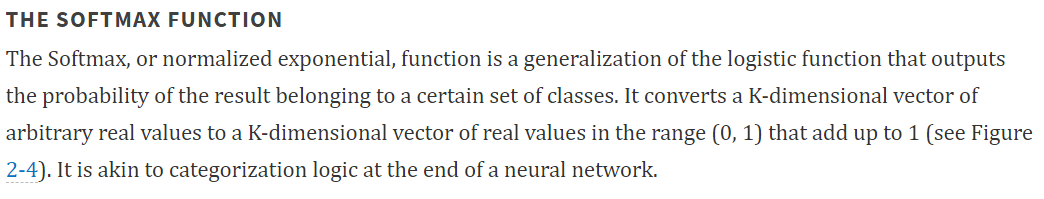 THE SOFTMAX FUNCTION
The Softmax, or normalized exponential, function is a generalization of the logistic function that outputs
the probability of the result belonging to a certain set of classes. It converts a K-dimensional vector of
arbitrary real values to a K-dimensional vector of real values in the range (0, 1) that add up to 1 (see Figure
2-4). It is akin to categorization logic at the end of a neural network.